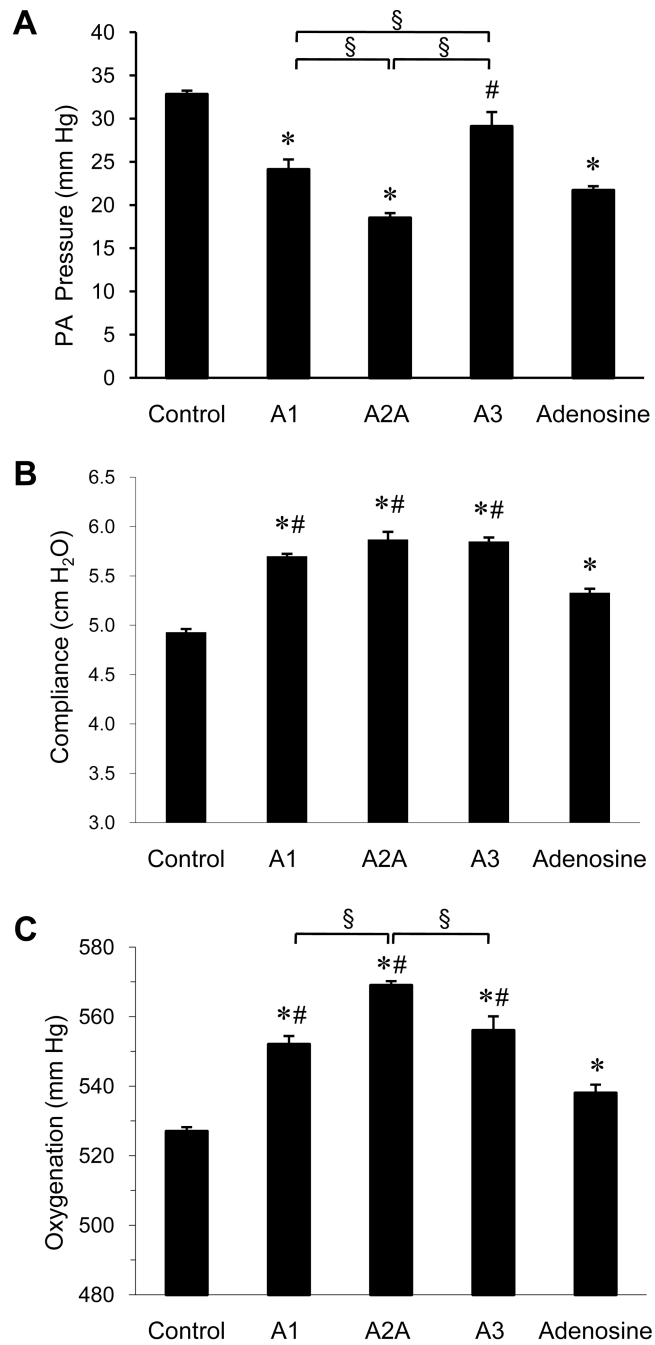 A
§
§ §
PA Pressure (mm Hg)
40
35
30
25
20
15
10
5
0
* * # *
Control A1 A2A A3 Adenosine
B
Compliance (cm H₂O)
6.5
6.0
5.5
5.0
4.5
4.0
3.5
3.0
*# *# *# *
Control A1 A2A A3 Adenosine
C
§ §
Oxygenation (mm Hg)
580
560
540
520
500
480
*# *# *# *
Control A1 A2A A3 Adenosine